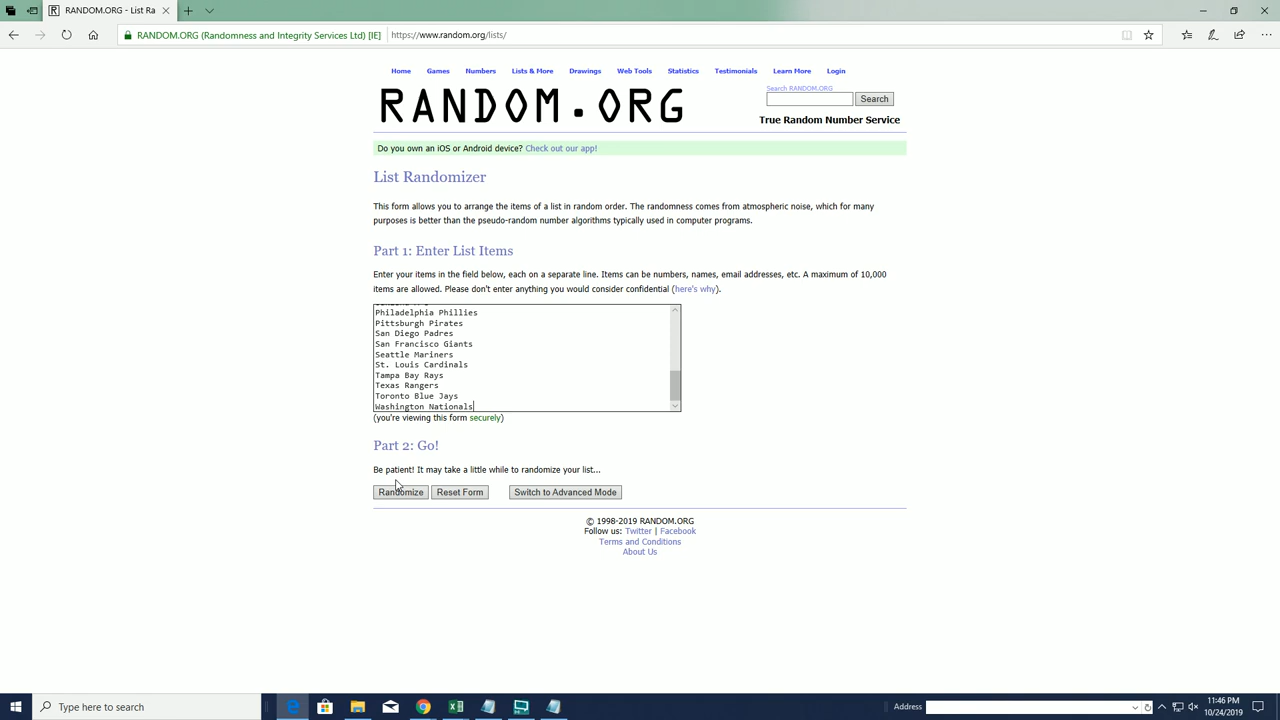 RANDOM.ORG - List Ra
RANDOM.ORG (Randomness and Integrity Services Ltd) [IE]
https://www.random.org/lists/
Home Games Numbers Lists & More Drawings Web Tools Statistics Testimonials Learn More Login
RANDOM.ORG
Search RANDOM.ORG
Search
True Random Number Service
Do you own an iOS or Android device? Check out our app!
List Randomizer
This form allows you to arrange the items of a list in random order. The randomness comes from atmospheric noise, which for many
purposes is better than the pseudo-random number algorithms typically used in computer programs.
Part 1: Enter List Items
Enter your items in the field below, each on a separate line. Items can be numbers, names, email addresses, etc. A maximum of 10,000
items are allowed. Please don't enter anything you would consider confidential (here's why).
Philadelphia Phillies
Pittsburgh Pirates
San Diego Padres
San Francisco Giants
Seattle Mariners
St. Louis Cardinals
Tampa Bay Rays
Texas Rangers
Toronto Blue Jays
Washington Nationals
(you're viewing this form securely)
Part 2: Go!
Be patient! It may take a little while to randomize your list...
Randomize Reset Form Switch to Advanced Mode
© 1998-2019 RANDOM.ORG
Follow us: Twitter | Facebook
Terms and Conditions
About Us
Type here to search
Address
11:46 PM
10/24/2019